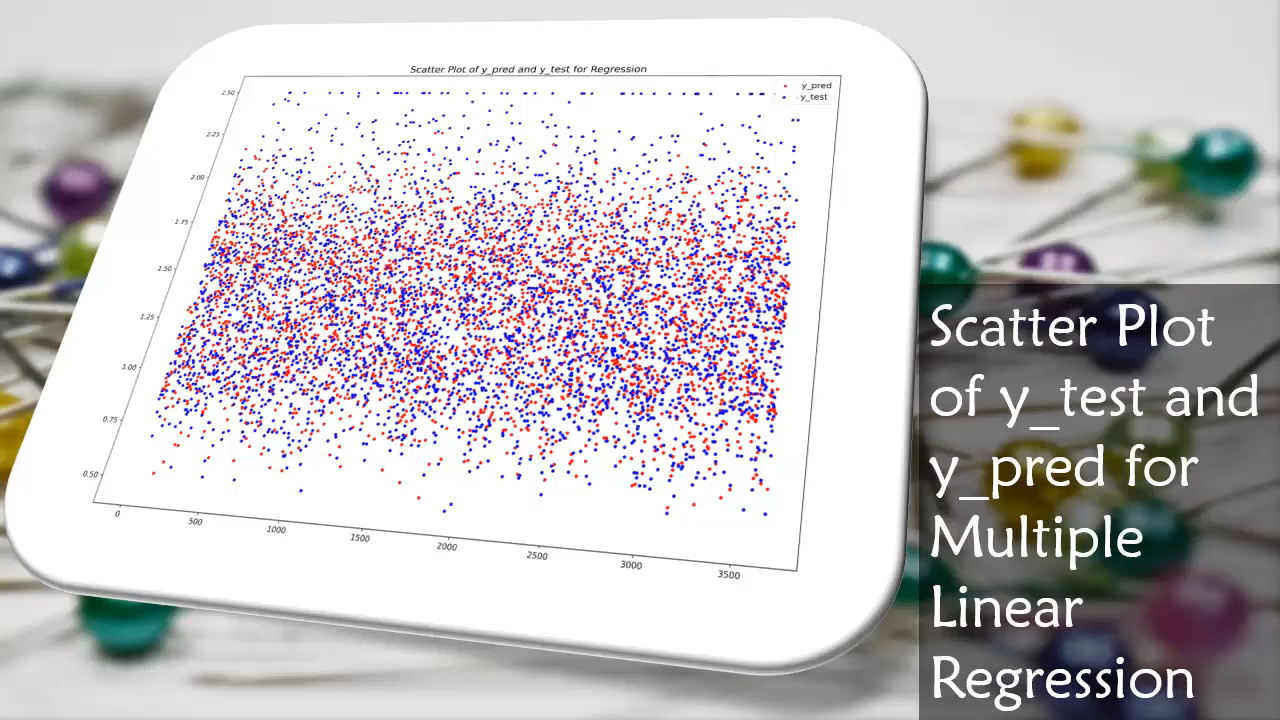 Scatter Plot of y_pred and y_test for Regression
y_pred
y_test
2.50
2.25
2.00
1.75
1.50
1.25
1.00
0.75
0.50
0
500
1000
1500
2000
2500
3000
3500
Scatter Plot
of y_test and
y_pred for
Multiple
Linear
Regression